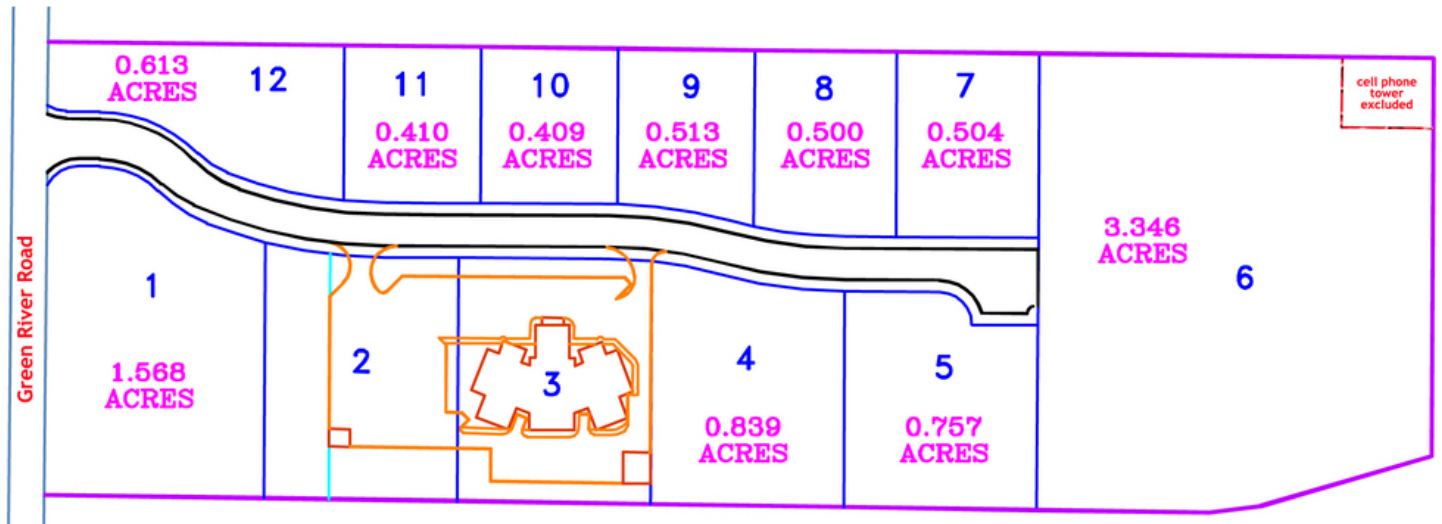 0.613
ACRES
12
11
0.410
ACRES
10
0.409
ACRES
9
0.513
ACRES
8
0.500
ACRES
7
0.504
ACRES
cell phone
tower
excluded
Green River Road
1
1.568
ACRES
2
3
4
0.839
ACRES
5
0.757
ACRES
3.346
ACRES
6